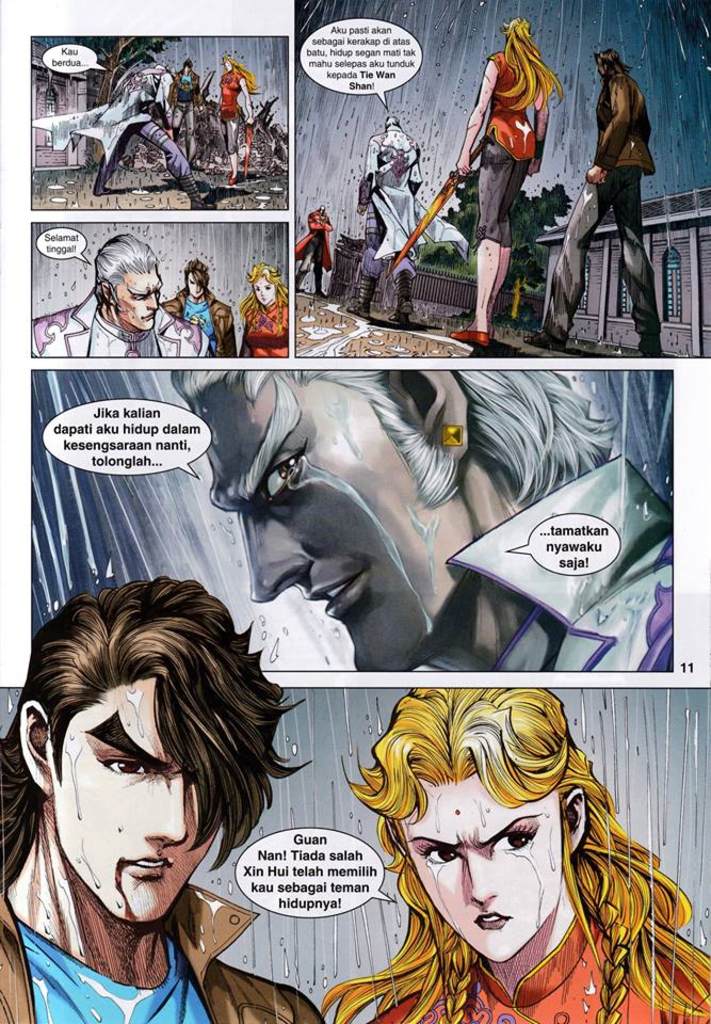 Kau
berdua...
Aku pasti akan
sebagai kerakap di atas
batu, hidup segan mati tak
mahu selepas aku tunduk
kepada Tie Wan
Shan!
Selamat
tinggal!
Jika kalian
dapati aku hidup dalam
kesengsaraan nanti,
tolonglah...
...tamatkan
nyawaku
saja!
11
Guan
Nan! Tiada salah
Xin Hui telah memilih
kau sebagai teman
hidupnya!